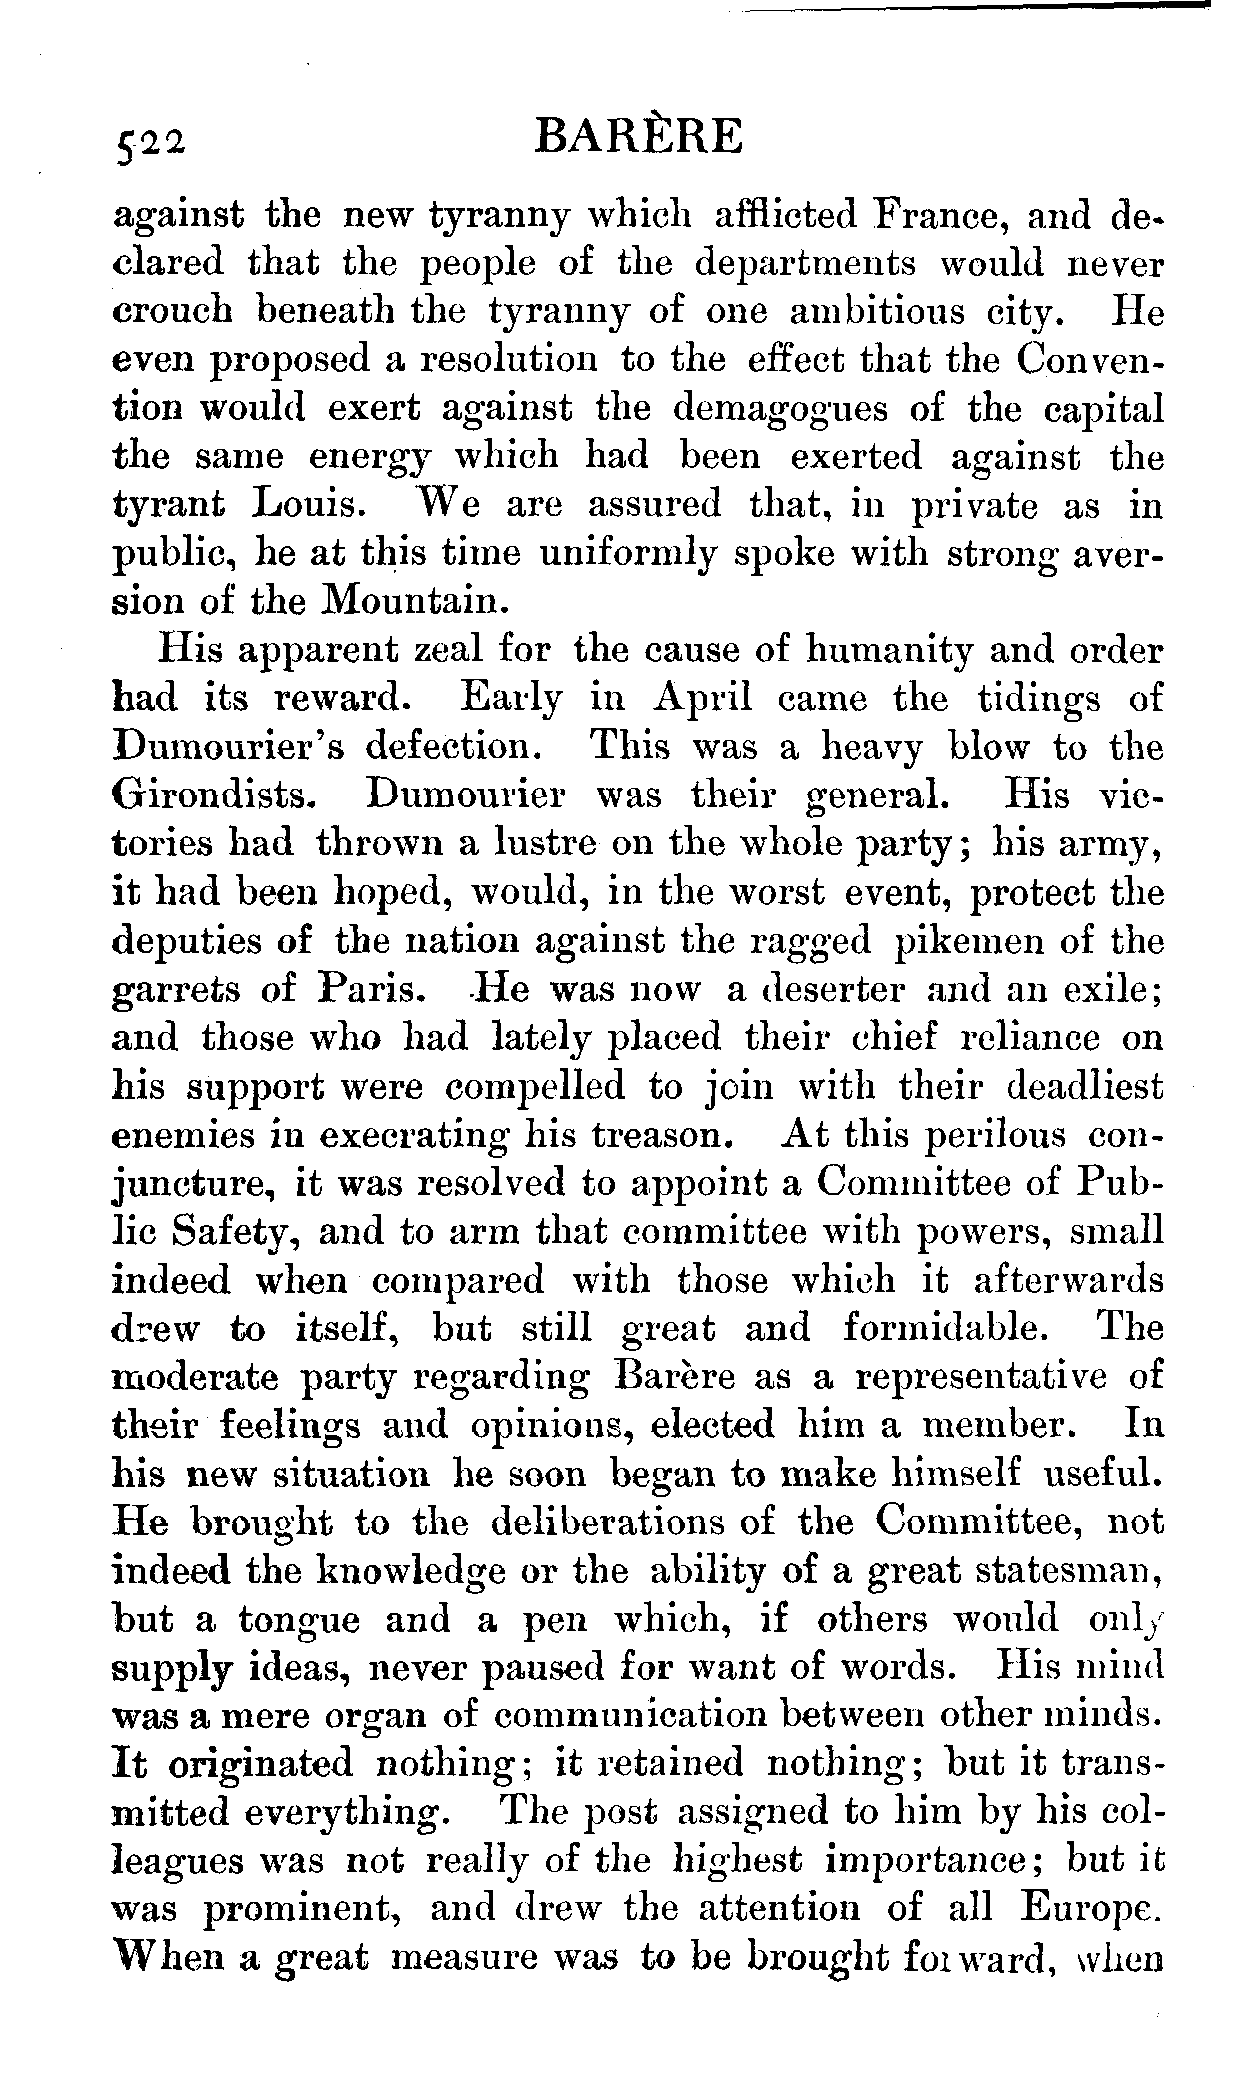 522 BARÈRE
against the new tyranny which afflicted France, and de-
clared that the people of the departments would never
crouch beneath the tyranny of one ambitious city. He
even proposed a resolution to the effect that the Conven-
tion would exert against the demagogues of the capital
the same energy which had been exerted against the
tyrant Louis. We are assured that, in private as in
public, he at this time uniformly spoke with strong aver-
sion of the Mountain.
His apparent zeal for the cause of humanity and order
had its reward. Early in April came the tidings of
Dumourier's defection. This was a heavy blow to the
Girondists. Dumourier was their general. His vic-
tories had thrown a lustre on the whole party; his army,
it had been hoped, would, in the worst event, protect the
deputies of the nation against the ragged pikemen of the
garrets of Paris. He was now a deserter and an exile;
and those who had lately placed their chief reliance on
his support were compelled to join with their deadliest
enemies in execrating his treason. At this perilous con-
juncture, it was resolved to appoint a Committee of Pub-
lic Safety, and to arm that committee with powers, small
indeed when compared with those which it afterwards
drew to itself, but still great and formidable. The
moderate party regarding Barère as a representative of
their feelings and opinions, elected him a member. In
his new situation he soon began to make himself useful.
He brought to the deliberations of the Committee, not
indeed the knowledge or the ability of a great statesman,
but a tongue and a pen which, if others would only
supply ideas, never paused for want of words. His mind
was a mere organ of communication between other minds.
It originated nothing; it retained nothing; but it trans-
mitted everything. The post assigned to him by his col-
leagues was not really of the highest importance; but it
was prominent, and drew the attention of all Europe.
When a great measure was to be brought forward, when